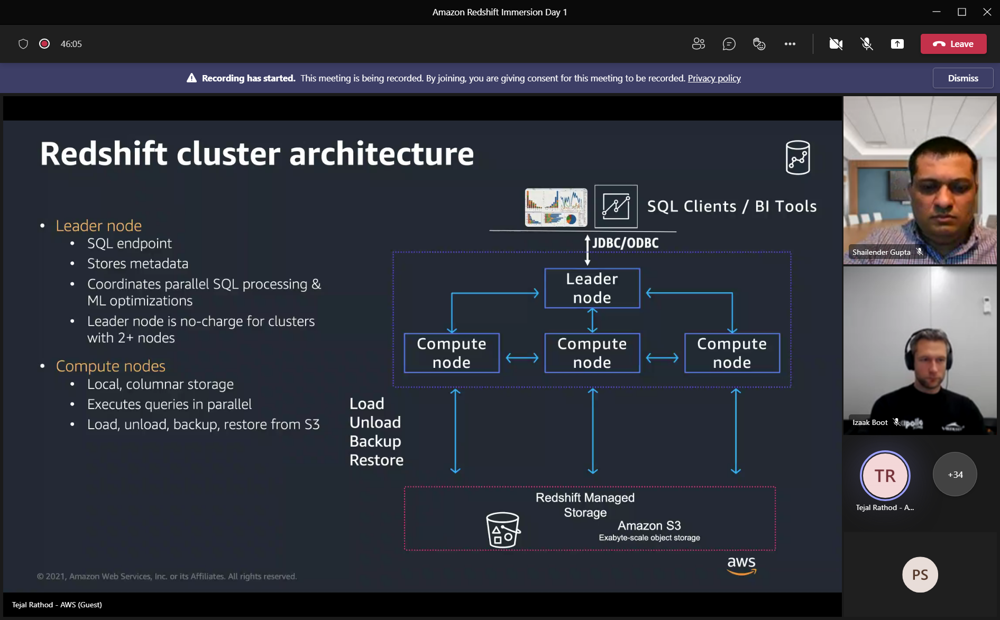 Amazon Redshift Immersion Day 1
46:05
Leave
Recording has started. This meeting is being recorded. By joining, you are giving consent for this meeting to be recorded. Privacy policy
Dismiss
Redshift cluster architecture
• Leader node
• SQL endpoint
• Stores metadata
• Coordinates parallel SQL processing &
ML optimizations
• Leader node is no-charge for clusters
with 2+ nodes
• Compute nodes
• Local, columnar storage
• Executes queries in parallel
• Load, unload, backup, restore from S3
SQL Clients / BI Tools
JDBC/ODBC
Leader
node
Compute
node
Compute
node
Compute
node
Load
Unload
Backup
Restore
Redshift Managed
Storage
Amazon S3
Exabyte-scale object storage
aws
© 2021, Amazon Web Services, Inc. or its Affiliates. All rights reserved.
Tejal Rathod - AWS (Guest)
Shailender Gupta
Izaak Boot
TR
Tejal Rathod - A...
+34
PS